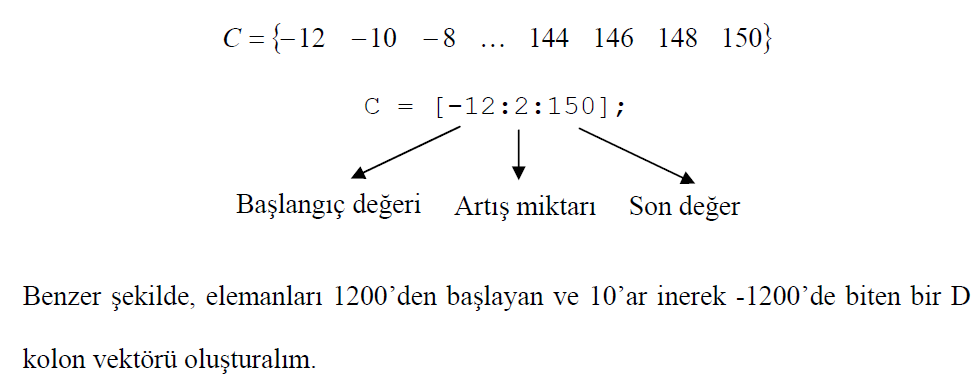 C = {−12 −10 −8 … 144 146 148 150}
C = [-12:2:150];
Başlangıç değeri Artış miktarı Son değer
Benzer şekilde, elemanları 1200’den başlayan ve 10’ar inerek -1200’de biten bir D
kolon vektörü oluşturalım.